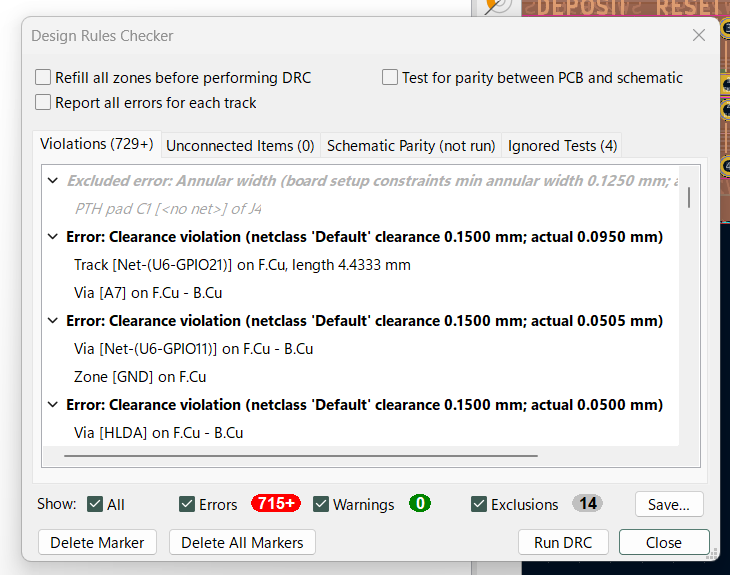 DEPOSIT RESET
Design Rules Checker
Refill all zones before performing DRC
Test for parity between PCB and schematic
Report all errors for each track
Violations (729+)
Unconnected Items (0)
Schematic Parity (not run)
Ignored Tests (4)
Excluded error: Annular width (board setup constraints min annular width 0.1250 mm;
PTH pad C1 [<no net>] of J4
Error: Clearance violation (netclass 'Default' clearance 0.1500 mm; actual 0.0950 mm)
Track [Net-(U6-GPIO21)] on F.Cu, length 4.4333 mm
Via [A7] on F.Cu - B.Cu
Error: Clearance violation (netclass 'Default' clearance 0.1500 mm; actual 0.0505 mm)
Via [Net-(U6-GPIO11)] on F.Cu - B.Cu
Zone [GND] on F.Cu
Error: Clearance violation (netclass 'Default' clearance 0.1500 mm; actual 0.0500 mm)
Via [HLDA] on F.Cu - B.Cu
Show: All Errors 715+ Warnings 0 Exclusions 14 Save...
Delete Marker Delete All Markers Run DRC Close